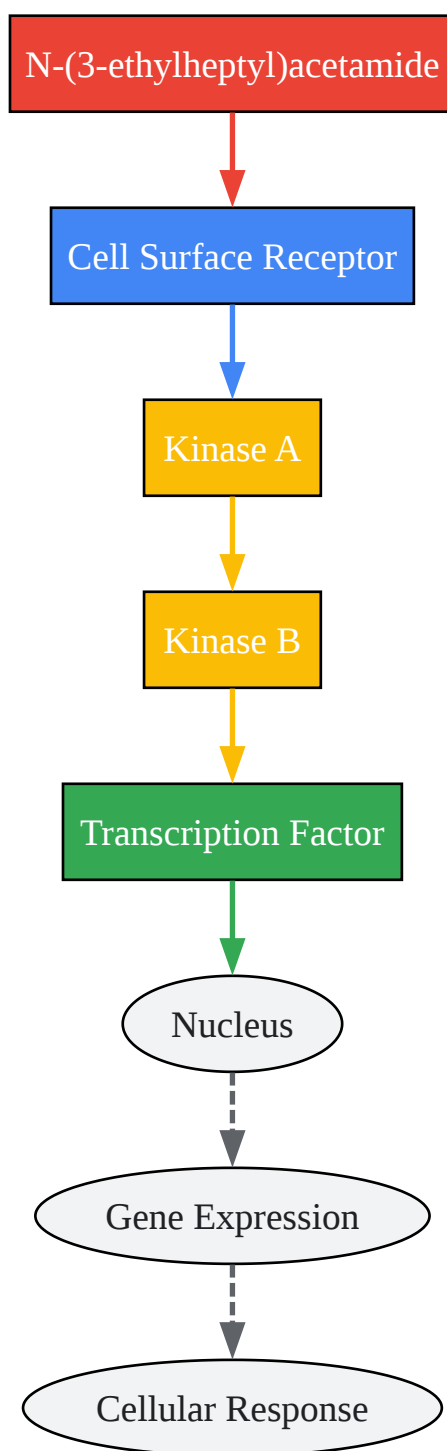 N-(3-ethylheptyl)acetamide
Cell Surface Receptor
Kinase A
Kinase B
Transcription Factor
Nucleus
Gene Expression
Cellular Response